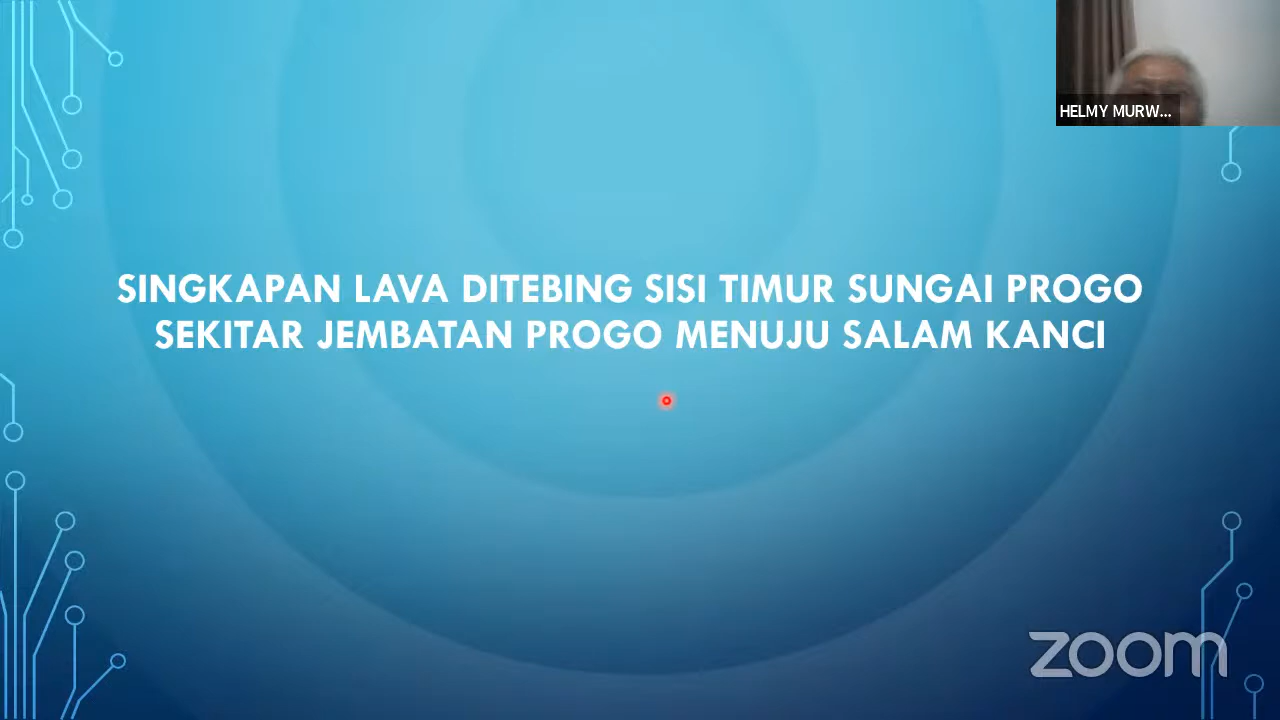 HELMY MURW...
SINGKAPAN LAVA DITEBING SISI TIMUR SUNGAI PROGO
SEKITAR JEMBATAN PROGO MENUJU SALAM KANCI
zoom